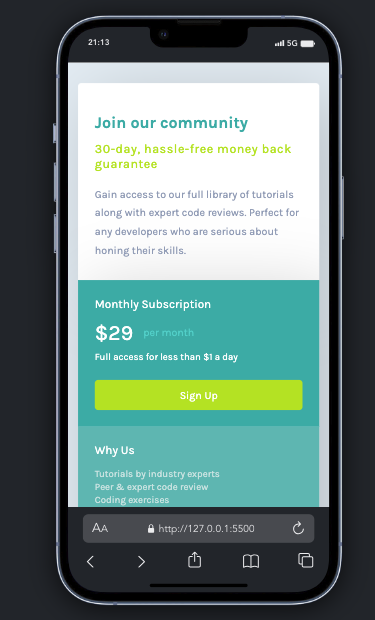 21:13
5G
Join our community
30-day, hassle-free money back
guarantee
Gain access to our full library of tutorials
along with expert code reviews. Perfect for
any developers who are serious about
honing their skills.
Monthly Subscription
$29 per month
Full access for less than $1 a day
Sign Up
Why Us
Tutorials by industry experts
Peer & expert code review
Coding exercises
AA http://127.0.0.1:5500